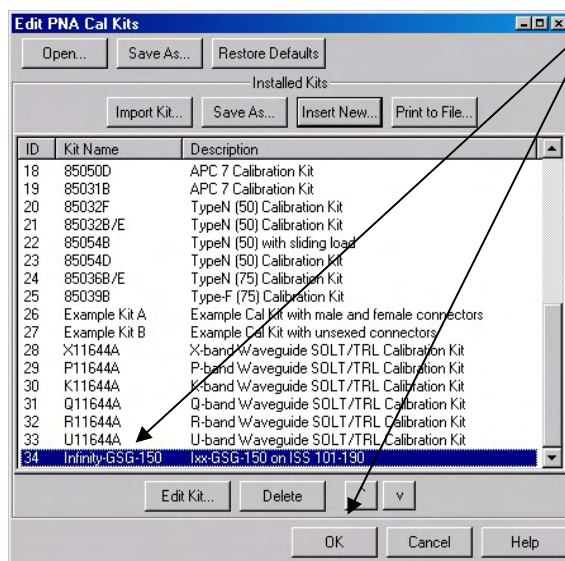 Edit PNA Cal Kits
Open... Save As... Restore Defaults
Installed Kits
Import Kit... Save As... Insert New... Print to File...
ID Kit Name Description
18 85050D APC 7 Calibration Kit
19 85031B APC 7 Calibration Kit
20 85032F TypeN (50) Calibration Kit
21 85032B/E TypeN (50) Calibration Kit
22 85054B TypeN (50) with sliding load
23 85054D TypeN (50) Calibration Kit
24 85036B/E TypeN (75) Calibration Kit
25 85039B Type-F (75) Calibration Kit
26 Example Kit A Example Cal Kit with male and female connectors
27 Example Kit B Example Cal Kit with unsexed connectors
28 X11644A X-band Waveguide SOLT/TRL Calibration Kit
29 P11644A P-band Waveguide SOLT/TRL Calibration Kit
30 K11644A K-band Waveguide SOLT/TRL Calibration Kit
31 Q11644A Q-band Waveguide SOLT/TRL Calibration Kit
32 R11644A R-band Waveguide SOLT/TRL Calibration Kit
33 U11644A U-band Waveguide SOLT/TRL Calibration Kit
34 Infinity-GSG-150 Ixx-GSG-150 on ISS 101-190
Edit Kit... Delete ^ v
OK Cancel Help